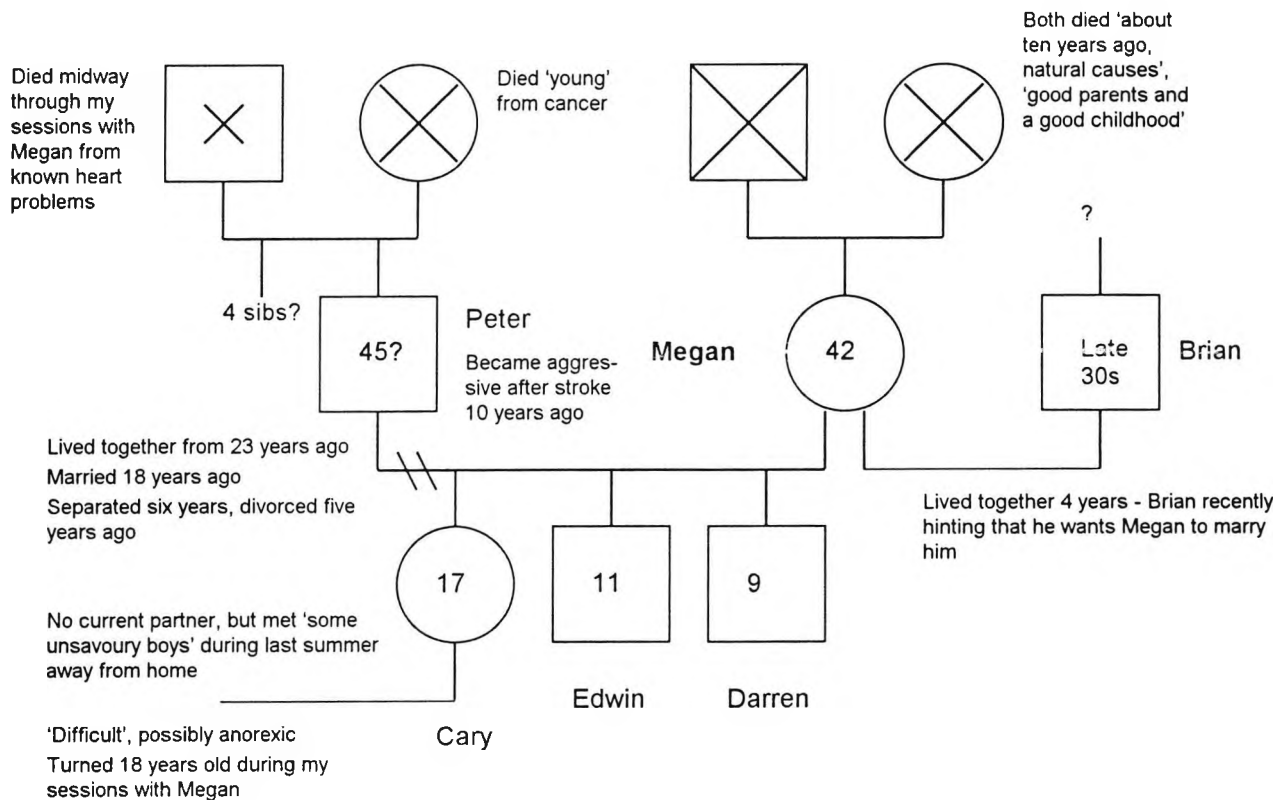 Died midway
through my
sessions with
Megan from
known heart
problems
Died ‘young’
from cancer
Both died ‘about
ten years ago,
natural causes’,
‘good parents and
a good childhood’
?
4 sibs?
45?
Peter
Became aggres-
sive after stroke
10 years ago
Megan
42
Late
30s
Brian
Lived together from 23 years ago
Married 18 years ago
Separated six years, divorced five
years ago
Lived together 4 years - Brian recently
hinting that he wants Megan to marry
him
17
11
9
No current partner, but met ‘some
unsavoury boys’ during last summer
away from home
Edwin
Darren
Cary
‘Difficult’, possibly anorexic
Turned 18 years old during my
sessions with Megan